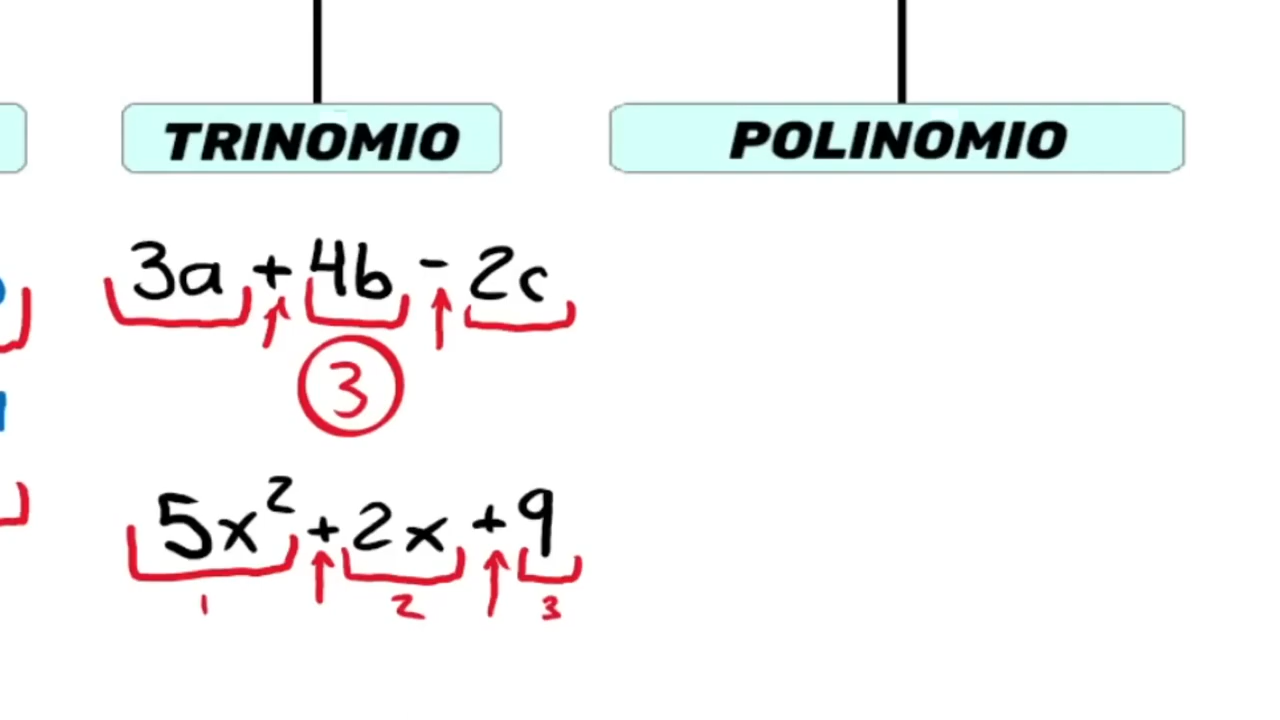 TRINOMIO
POLINOMIO
3a + 4b - 2c
3
5x² + 2x + 9
1 2 3